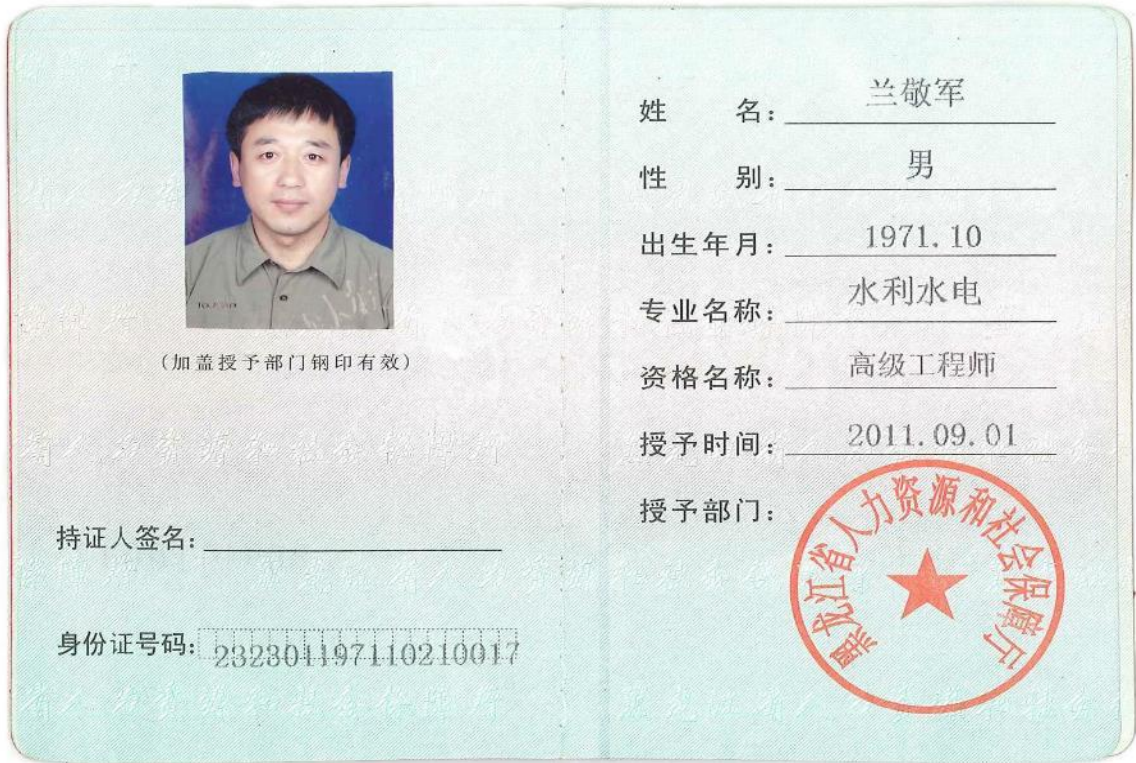 (加盖授予部门钢印有效)
持证人签名:
身份证号码: 232301197110210017
姓 名: 兰敬军
性 别: 男
出生年月: 1971.10
专业名称: 水利水电
资格名称: 高级工程师
授予时间: 2011.09.01
授予部门:
黑龙江省人力资源和社会保障厅